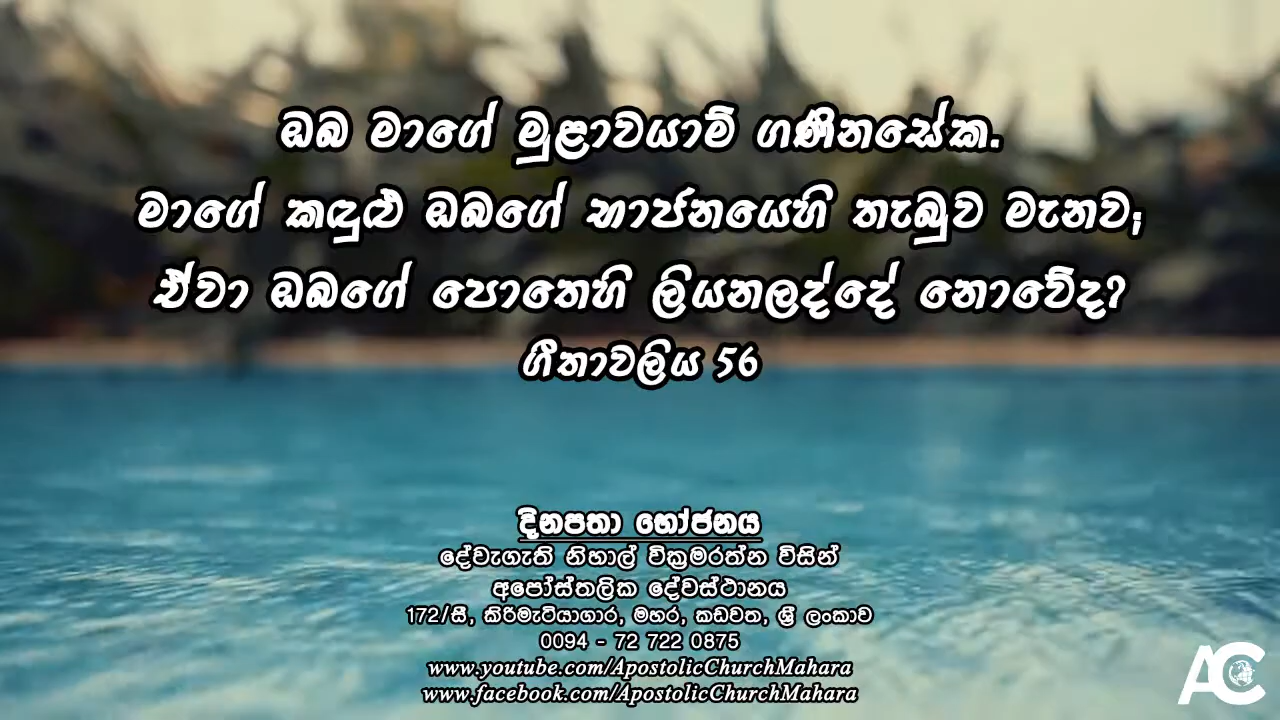 ඔබ මාගේ මුළාවයාම් ගණිනසේක.
මාගේ කඳුළු ඔබගේ භාජනයෙහි තැබුව මැනව;
ඒවා ඔබගේ පොතෙහි ලියනලද්දේ නොවේද?
ගීතාවලිය 56
දිනපතා භෝජනය
දේවැගැති නිහාල් වික්‍රමරත්න විසින්
අපෝස්තලික දේවස්ථානය
172/සී, කිරිමැටියාගාර, මහර, කඩවත, ශ්‍රී ලංකාව
0094 - 72 722 0875
www.youtube.com/ApostolicChurchMahara
www.facebook.com/ApostolicChurchMahara
AC